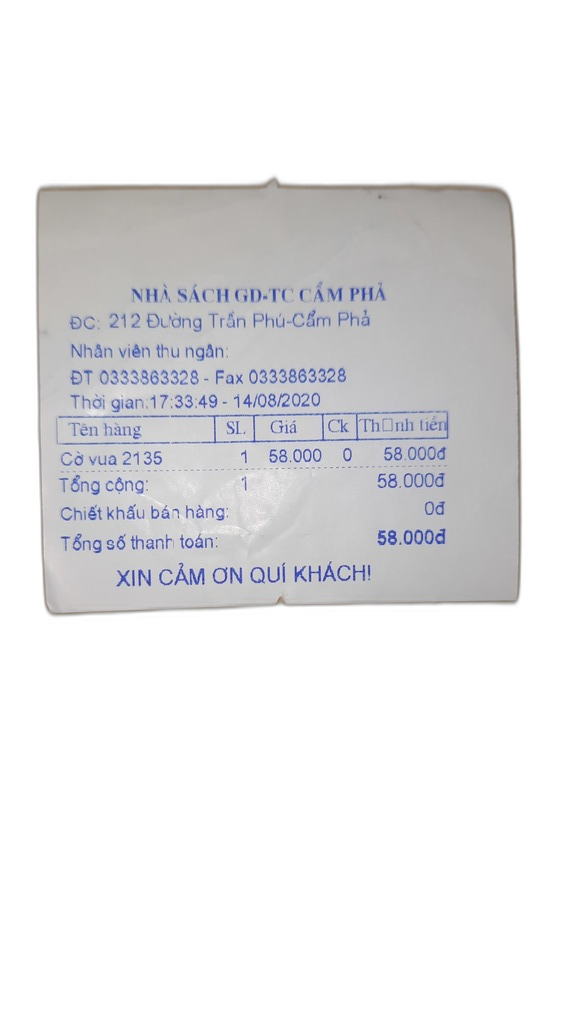 NHÀ SÁCH GD-TC CẨM PHẢ
ĐC: 212 Đường Trần Phú-Cẩm Phả
Nhân viên thu ngân:
ĐT 0333863328 - Fax 0333863328
Thời gian:17:33:49 - 14/08/2020
Tên hàng SL Giá Ck Th□nh tiền
Cờ vua 2135 1 58.000 0 58.000đ
Tổng cộng: 1 58.000đ
Chiết khấu bán hàng: 0đ
Tổng số thanh toán: 58.000đ
XIN CẢM ƠN QUÍ KHÁCH!